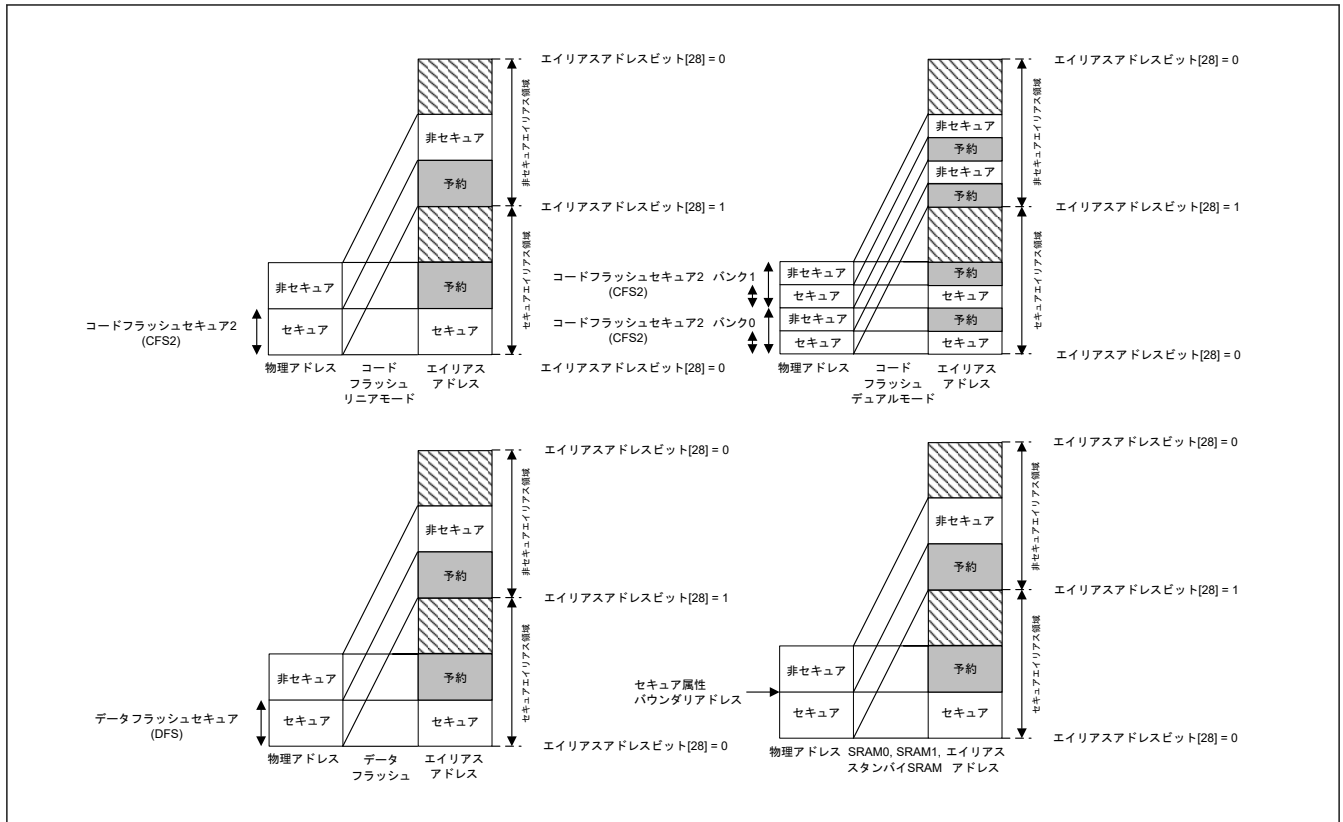 エイリアスアドレスビット[28] = 0
非セキュア
予約
非セキュアエイリアス領域
エイリアスアドレスビット[28] = 1
非セキュア
予約
セキュアエイリアス領域
コードフラッシュセキュア2
(CFS2)
セキュア
セキュア
エイリアスアドレスビット[28] = 0
物理アドレス
コード
フラッシュ
リニアモード
エイリアス
アドレス
エイリアスアドレスビット[28] = 0
非セキュア
予約
非セキュア
予約
非セキュアエイリアス領域
エイリアスアドレスビット[28] = 1
コードフラッシュセキュア2 バンク1
(CFS2)
非セキュア
予約
セキュア
セキュア
コードフラッシュセキュア2 バンク0
(CFS2)
非セキュア
予約
セキュア
セキュア
セキュアエイリアス領域
エイリアスアドレスビット[28] = 0
物理アドレス
コード
フラッシュ
デュアルモード
エイリアス
アドレス
エイリアスアドレスビット[28] = 0
非セキュア
予約
非セキュアエイリアス領域
エイリアスアドレスビット[28] = 1
非セキュア
予約
セキュアエイリアス領域
データフラッシュセキュア
(DFS)
セキュア
セキュア
エイリアスアドレスビット[28] = 0
物理アドレス
データ
フラッシュ
エイリアス
アドレス
エイリアスアドレスビット[28] = 0
非セキュア
予約
非セキュアエイリアス領域
エイリアスアドレスビット[28] = 1
非セキュア
予約
セキュアエイリアス領域
セキュア属性
バウンダリアドレス
セキュア
セキュア
エイリアスアドレスビット[28] = 0
物理アドレス
SRAM0, SRAM1,
スタンバイSRAM
エイリアス
アドレス